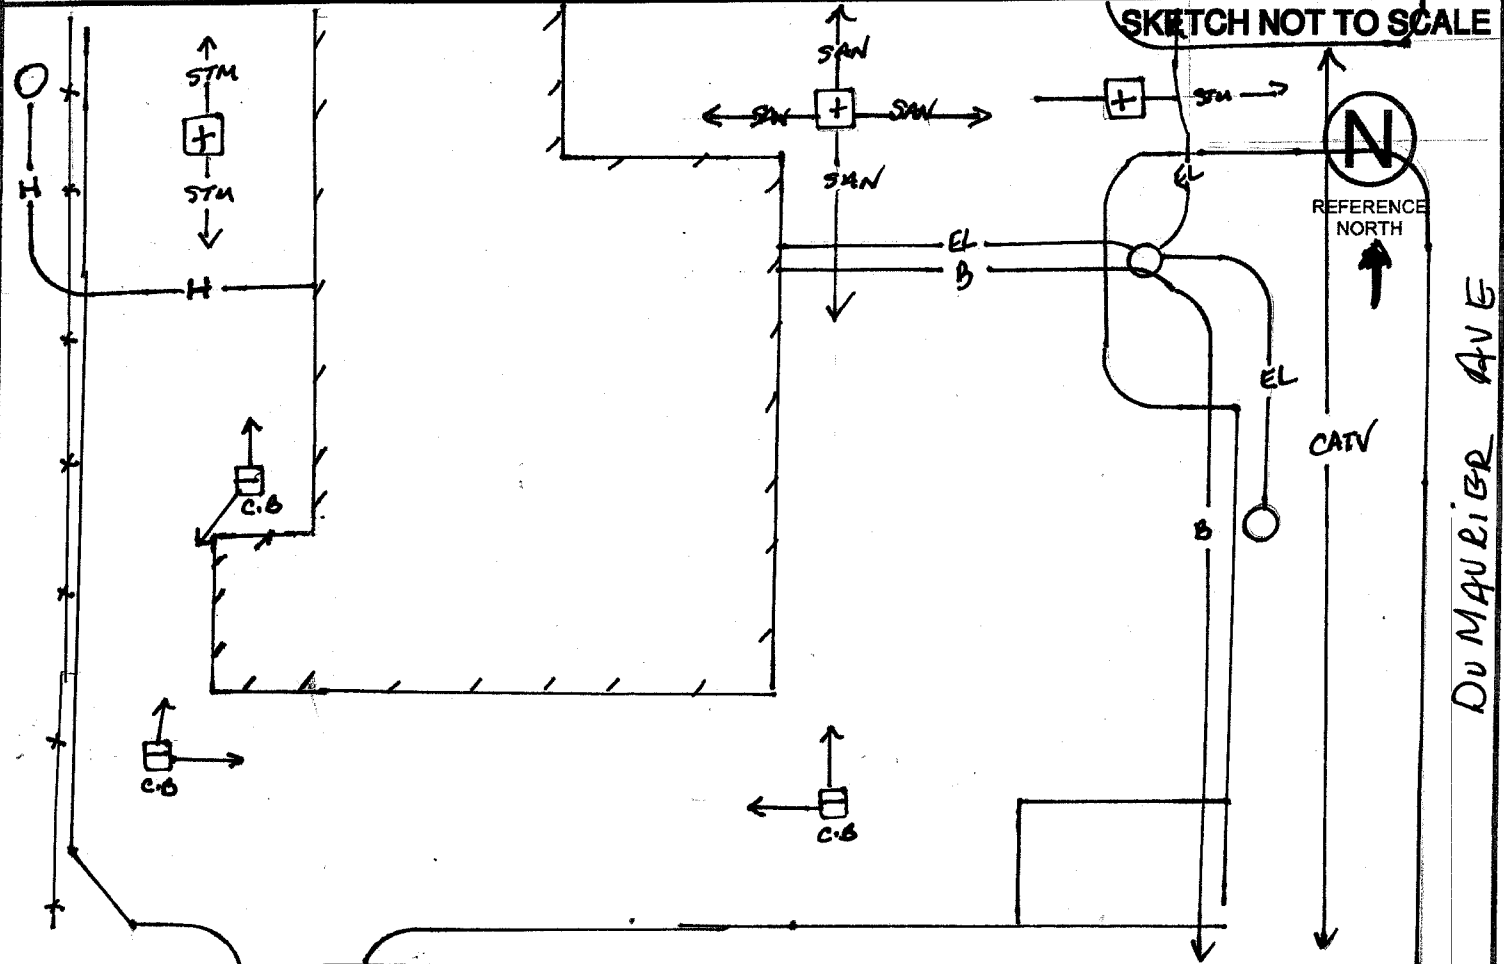 SKETCH NOT TO SCALE
SAN
STM
SAN
SAN
STM
N
EL
SAN
H
STM
REFERENCE
NORTH
EL
B
H
EL
CATV
C.B
B
DU MAURIER AVE
C.B
C.B